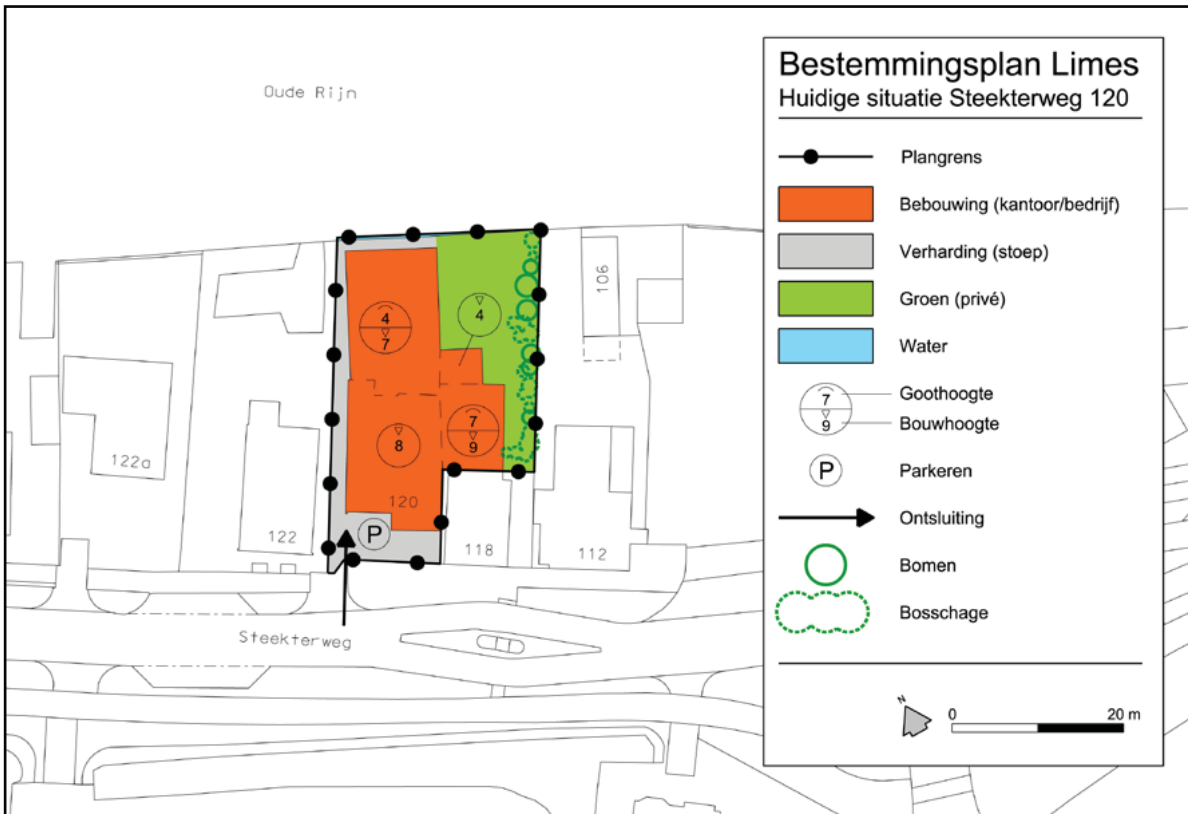 Oude Rijn
Bestemmingsplan Limes
Huidige situatie Steekterweg 120
Plangrens
Bebouwing (kantoor/bedrijf)
Verharding (stoep)
Groen (privé)
Water
7
9
Goothoogte
Bouwhoogte
P
Parkeren
Ontsluiting
Bomen
Bosschage
N
0
20 m
106
4
7
4
7
9
8
122a
120
122
P
118
112
Steekterweg